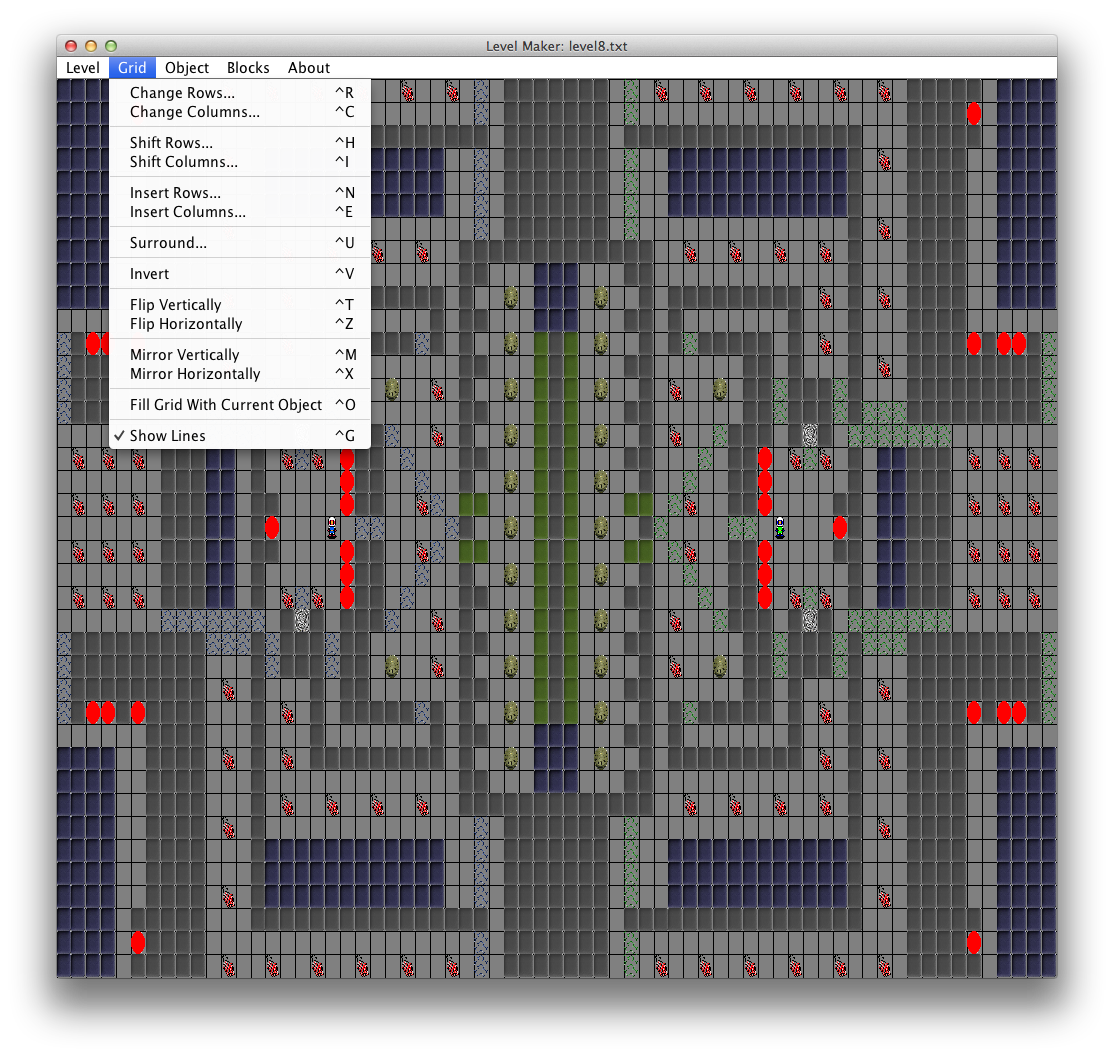 Level Maker: level8.txt
Level Grid Object Blocks About
Change Rows... ^R
Change Columns... ^C
Shift Rows... ^H
Shift Columns... ^I
Insert Rows... ^N
Insert Columns... ^E
Surround... ^U
Invert ^V
Flip Vertically ^T
Flip Horizontally ^Z
Mirror Vertically ^M
Mirror Horizontally ^X
Fill Grid With Current Object ^O
✓ Show Lines ^G